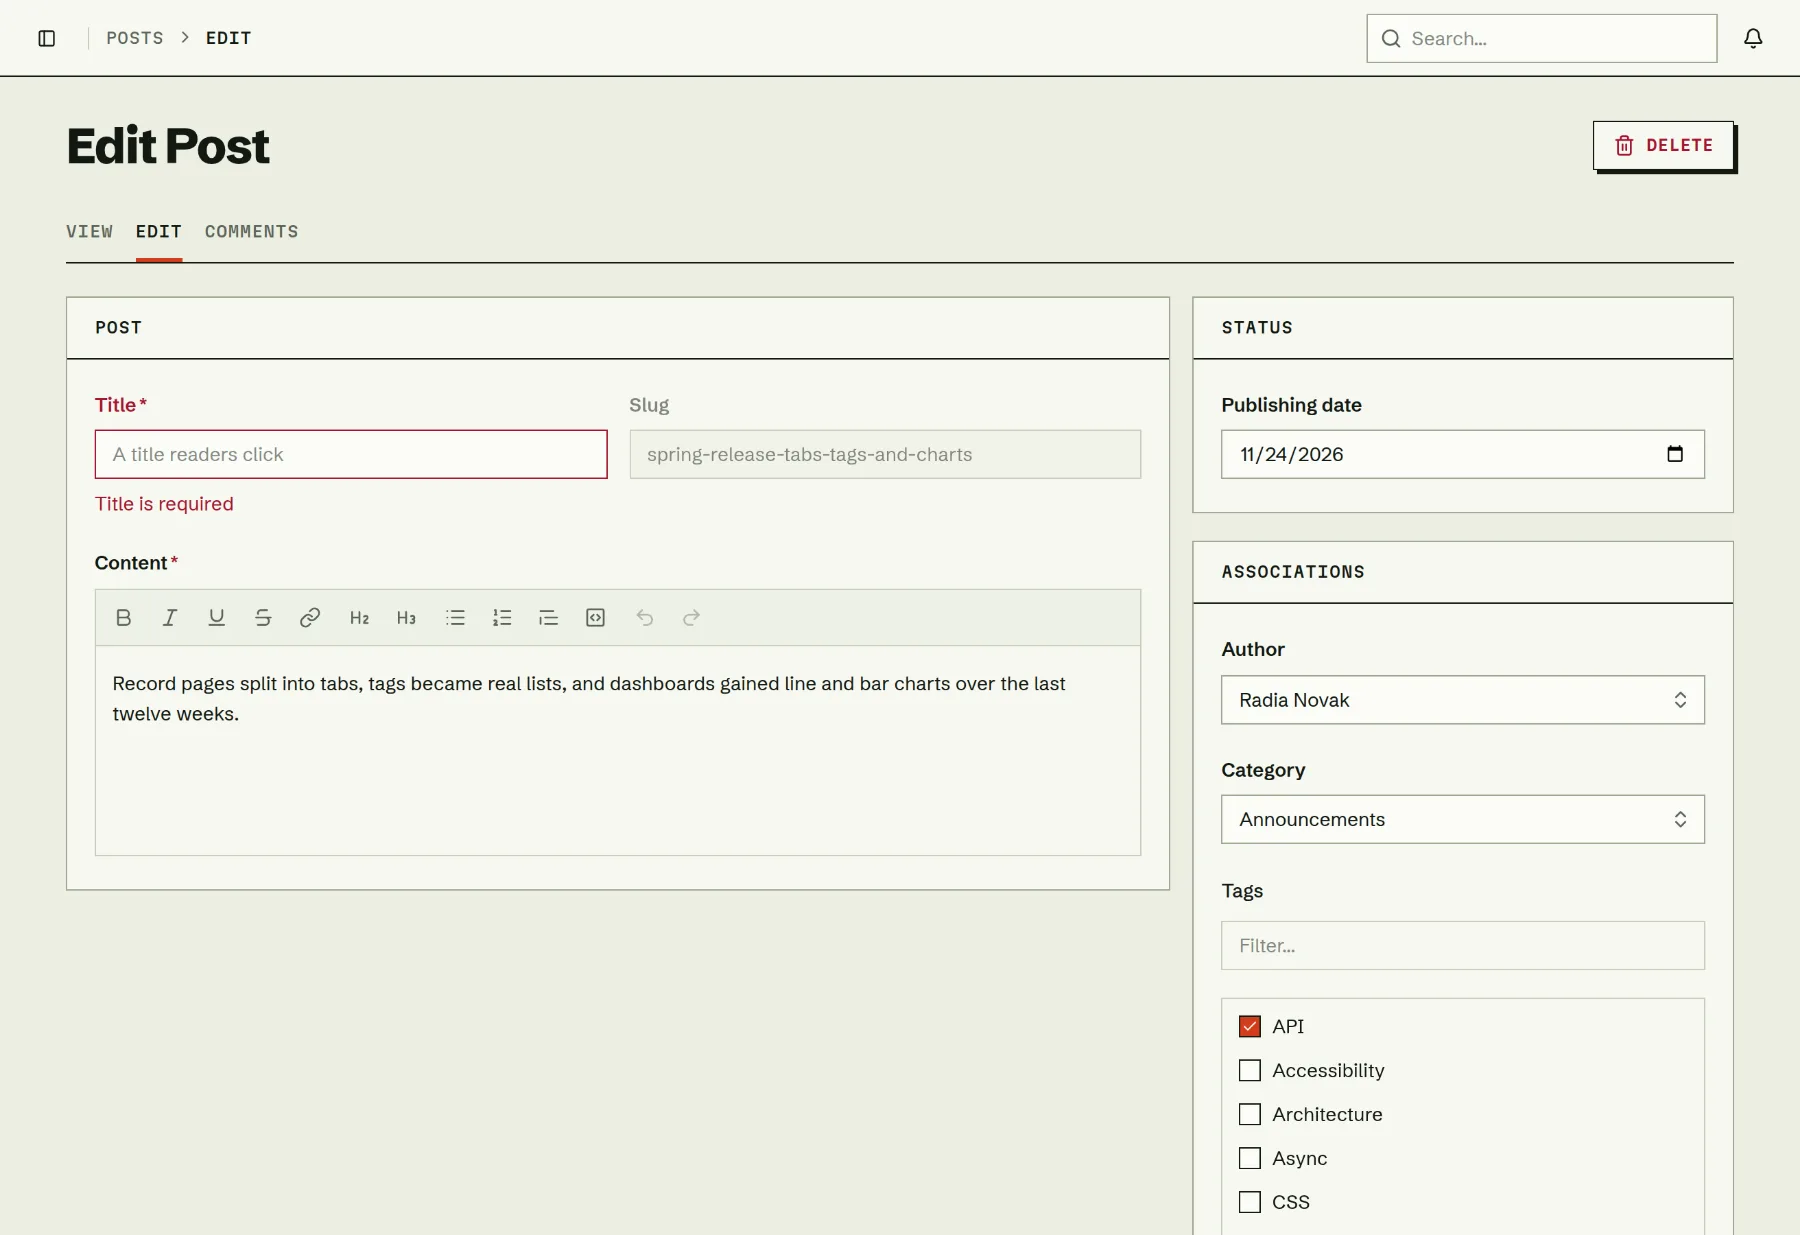 POSTS
EDIT
Search...
Edit Post
DELETE
VIEW
EDIT
COMMENTS
POST
Title*
A title readers click
Title is required
Slug
spring-release-tabs-tags-and-charts
Content*
H2
H3
Record pages split into tabs, tags became real lists, and dashboards gained line and bar charts over the last
twelve weeks.
STATUS
Publishing date
11/24/2026
ASSOCIATIONS
Author
Radia Novak
Category
Announcements
Tags
Filter...
API
Accessibility
Architecture
Async
CSS